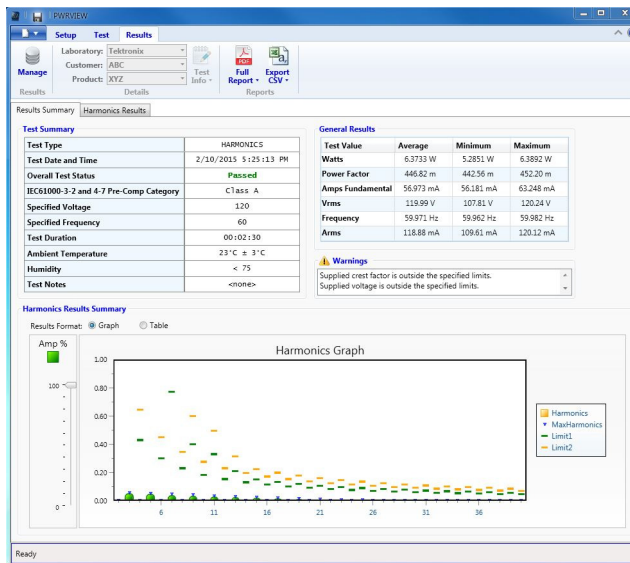 PWRVIEW
Setup Test Results
Laboratory: Tektronix
Customer: ABC
Product: XYZ
Manage
Test
Info
Full
Report
Export
CSV
Results Details Reports
Results Summary Harmonics Results
Test Summary
Test Type HARMONICS
Test Date and Time 2/10/2015 5:25:13 PM
Overall Test Status Passed
IEC61000-3-2 and 4-7 Pre-Comp Category Class A
Specified Voltage 120
Specified Frequency 60
Test Duration 00:02:30
Ambient Temperature 23°C ± 3°C
Humidity < 75
Test Notes <none>
General Results
Test Value Average Minimum Maximum
Watts 6.3733 W 5.2851 W 6.3892 W
Power Factor 446.82 m 442.56 m 452.20 m
Amps Fundamental 56.973 mA 56.181 mA 63.248 mA
Vrms 119.99 V 107.81 V 120.24 V
Frequency 59.971 Hz 59.962 Hz 59.982 Hz
Arms 118.88 mA 109.61 mA 120.12 mA
Warnings
Supplied crest factor is outside the specified limits.
Supplied voltage is outside the specified limits.
Harmonics Results Summary
Results Format: Graph Table
Amp %
100
0
Harmonics Graph
1.00
0.80
0.60
0.40
0.20
0.00
6 11 16 21 26 31 36
Harmonics
MaxHarmonics
Limit1
Limit2
Ready